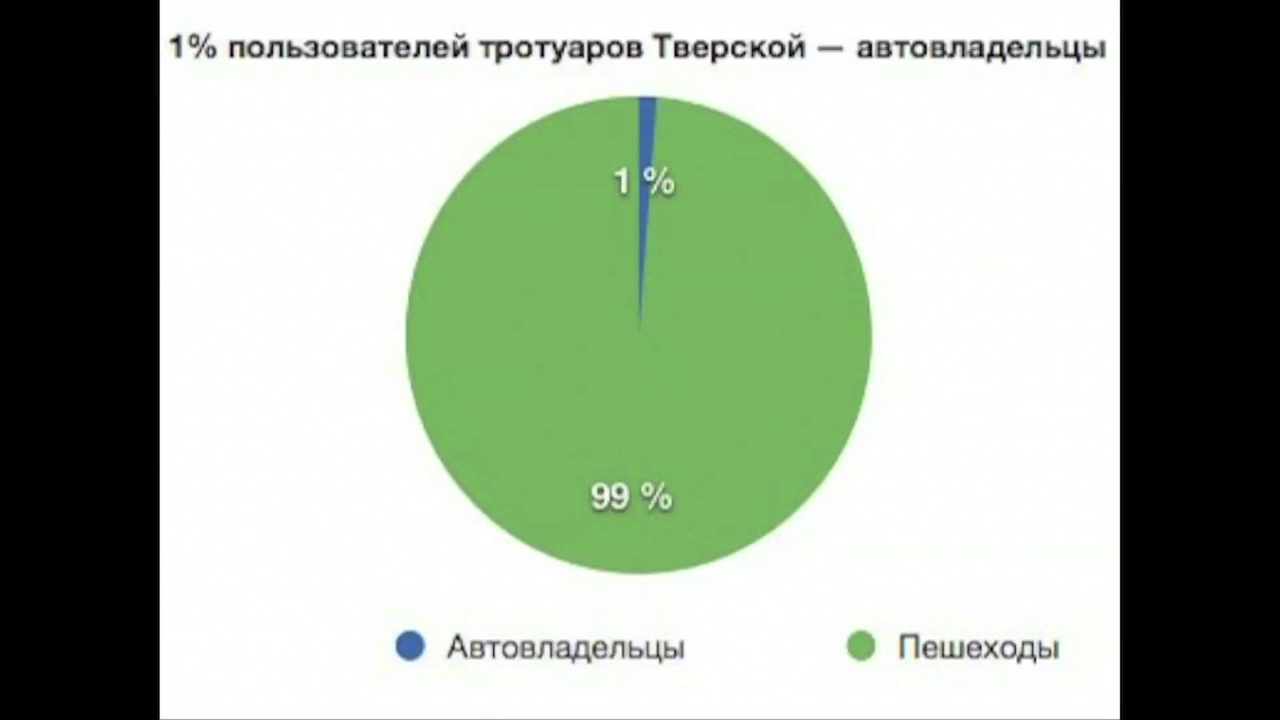 1% пользователей тротуаров Тверской — автовладельцы
1 %
99 %
Автовладельцы
Пешеходы